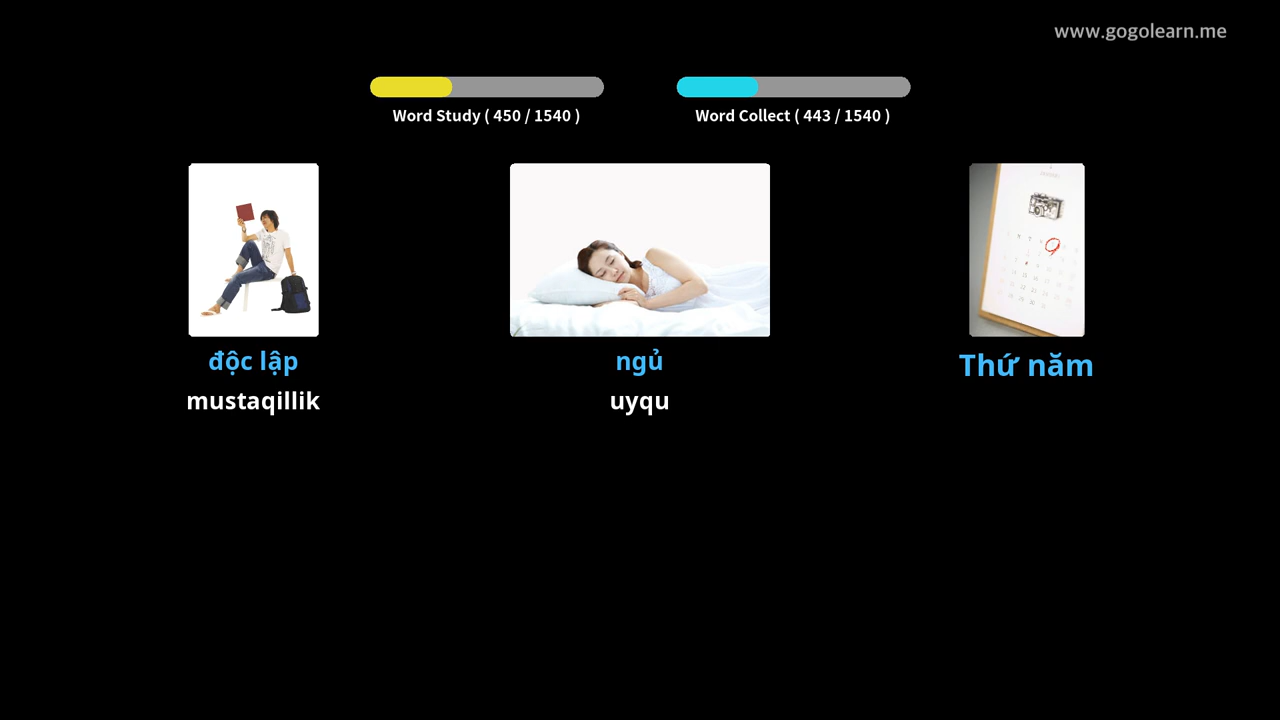 www.gogolearn.me
Word Study ( 450 / 1540 )
Word Collect ( 443 / 1540 )
độc lập
mustaqillik
ngủ
uyqu
Thứ năm